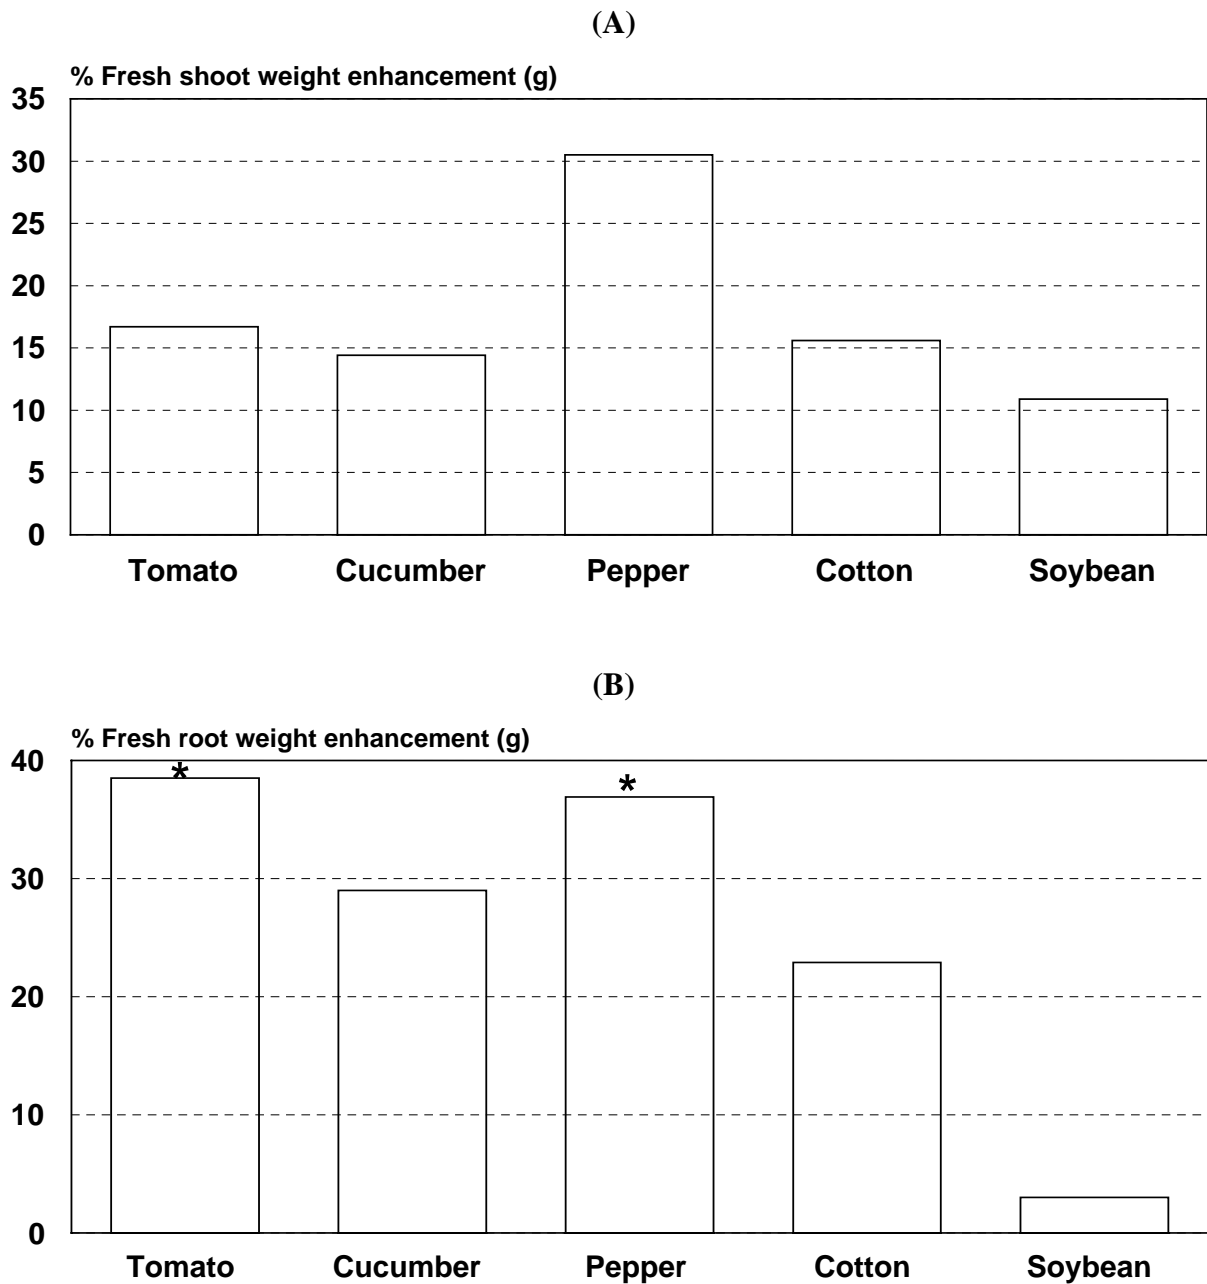 (A)
% Fresh shoot weight enhancement (g)
35
30
25
20
15
10
5
0
Tomato Cucumber Pepper Cotton Soybean
(B)
% Fresh root weight enhancement (g)
40
* *
30
20
10
0
Tomato Cucumber Pepper Cotton Soybean